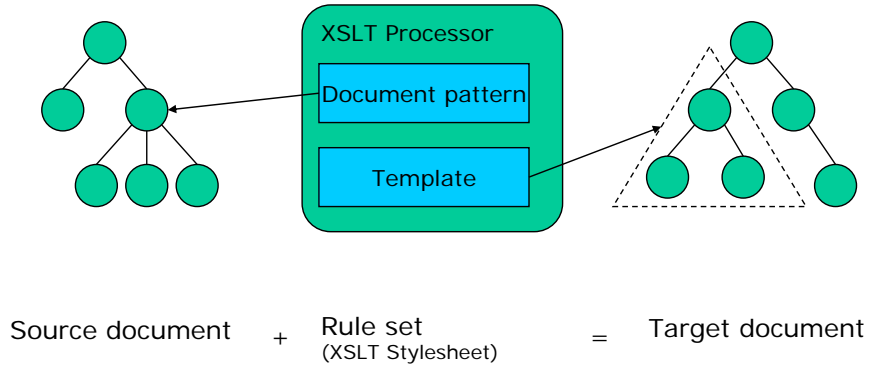 XSLT Processor
Document pattern
Template
Source document + Rule set = Target document
(XSLT Stylesheet)